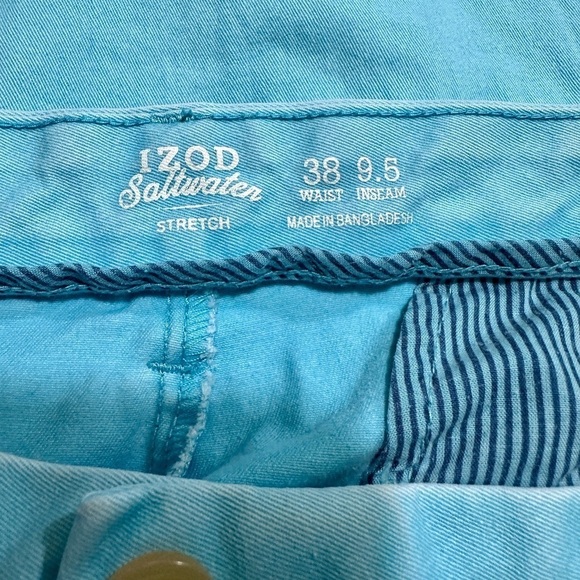 IZOD
Saltwater
STRETCH
38 9.5
WAIST INSEAM
MADE IN BANGLADESH